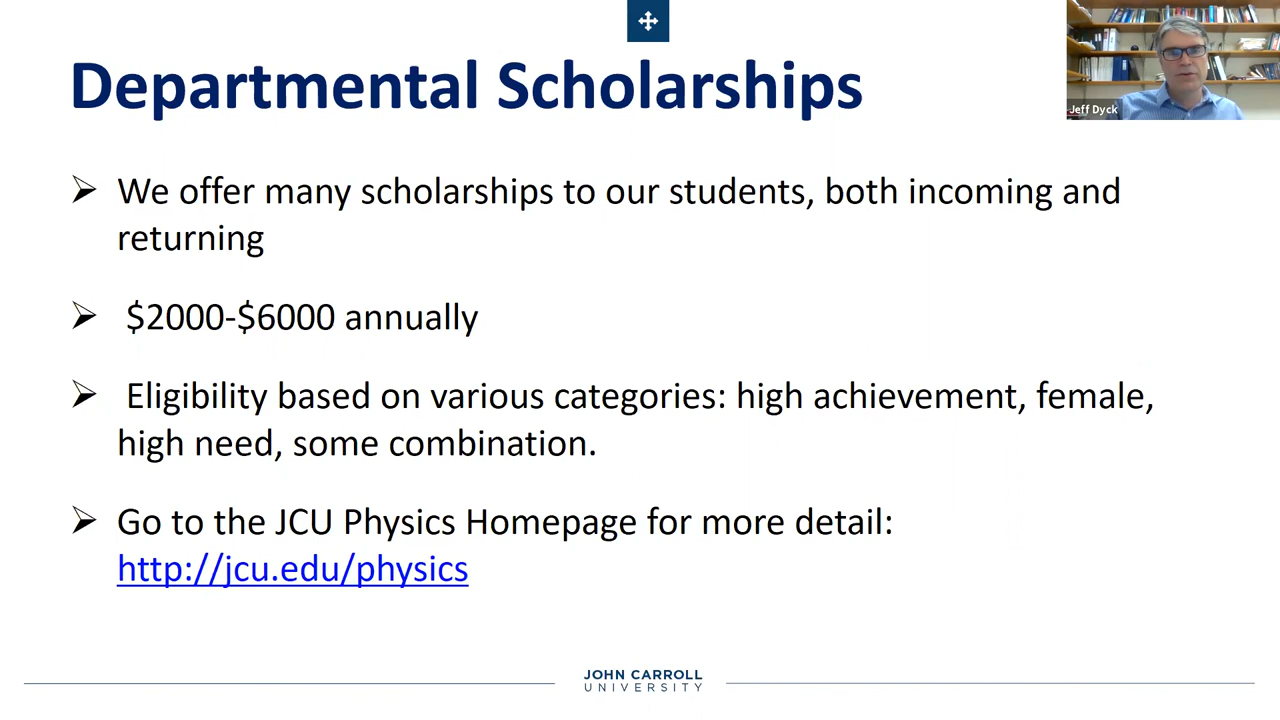 Departmental Scholarships
Jeff Dyck
➢ We offer many scholarships to our students, both incoming and
returning
➢ $2000-$6000 annually
➢ Eligibility based on various categories: high achievement, female,
high need, some combination.
➢ Go to the JCU Physics Homepage for more detail:
http://jcu.edu/physics
JOHN CARROLL
UNIVERSITY